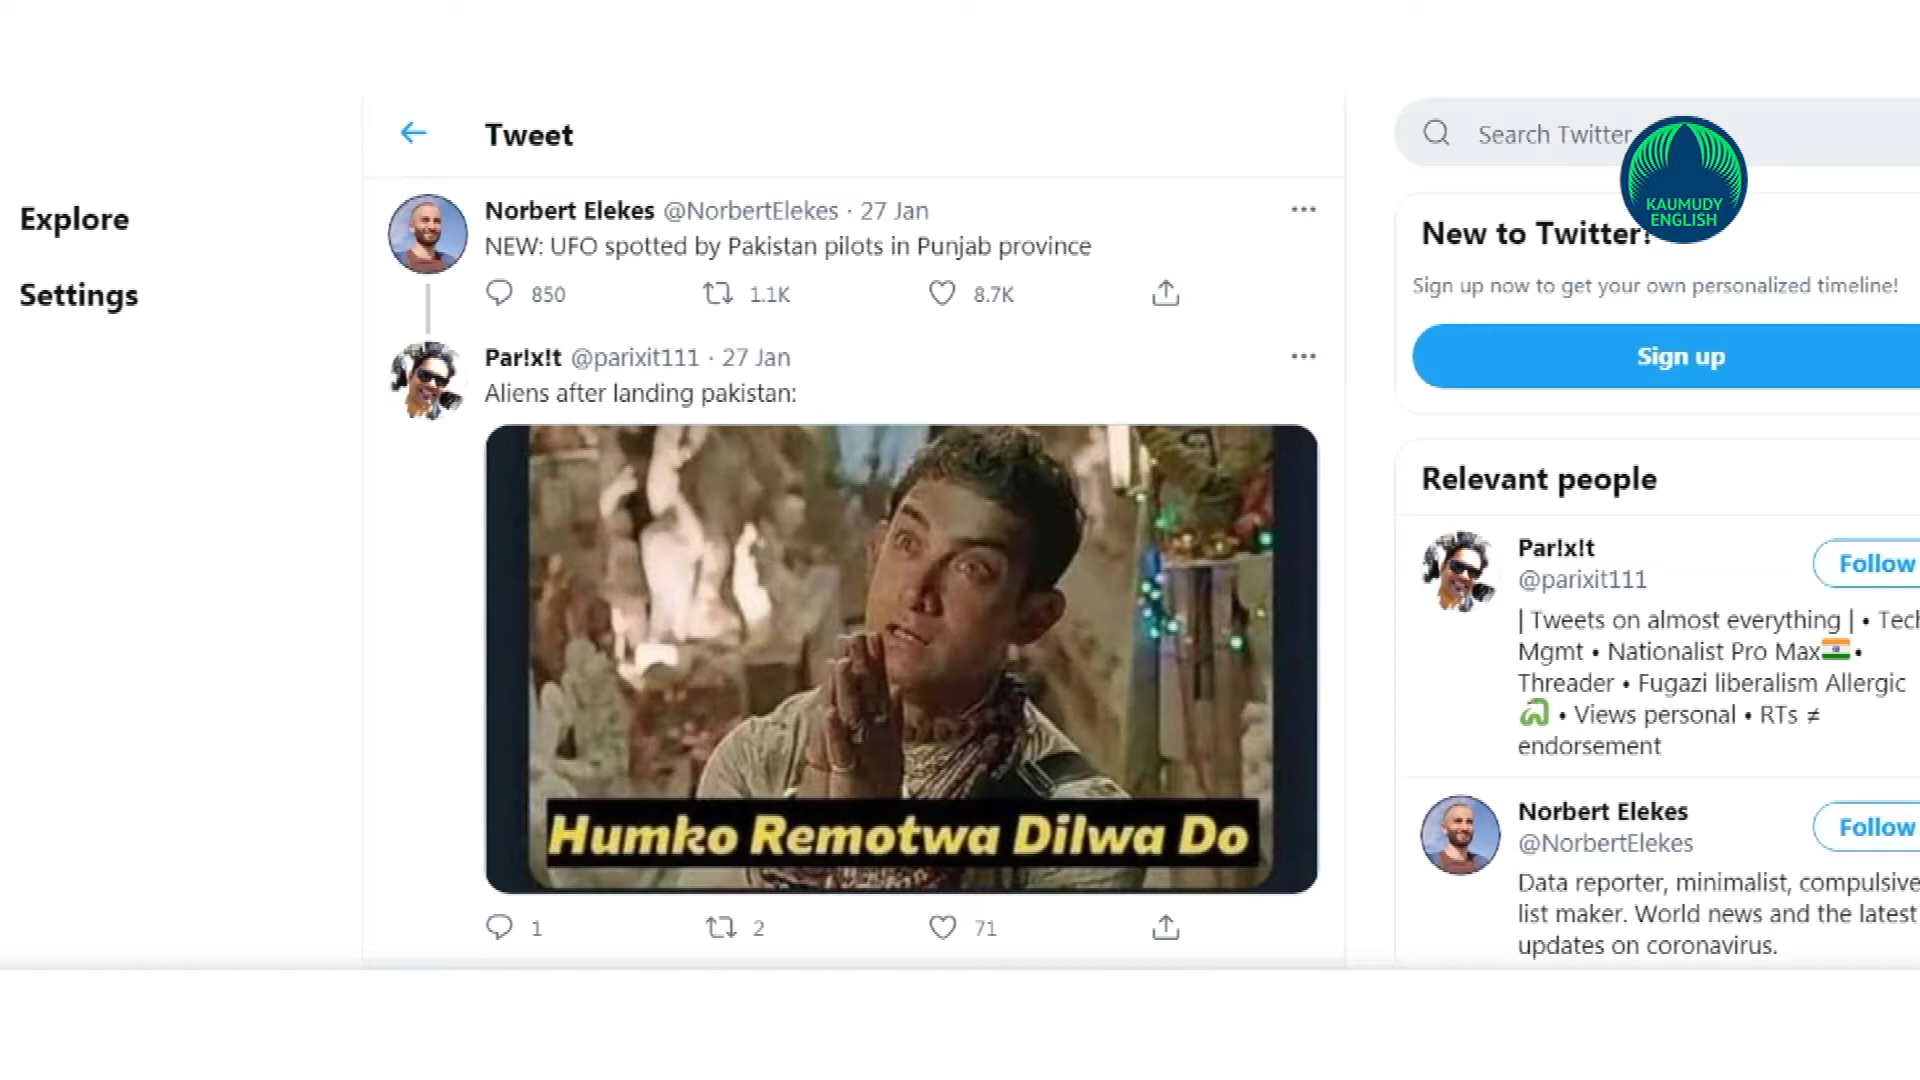 Tweet
Explore
Settings
Norbert Elekes @NorbertElekes · 27 Jan
NEW: UFO spotted by Pakistan pilots in Punjab province
850 1.1K 8.7K
Par!x!t @parixit111 · 27 Jan
Aliens after landing pakistan:
Humko Remotwa Dilwa Do
1 2 71
Search Twitter
KAUMUDY
ENGLISH
New to Twitter?
Sign up now to get your own personalized timeline!
Sign up
Relevant people
Par!x!t
@parixit111
Follow
| Tweets on almost everything | • Tech
Mgmt • Nationalist Pro Max🇮🇳 •
Threader • Fugazi liberalism Allergic
🐍 • Views personal • RTs ≠
endorsement
Norbert Elekes
@NorbertElekes
Follow
Data reporter, minimalist, compulsive
list maker. World news and the latest
updates on coronavirus.